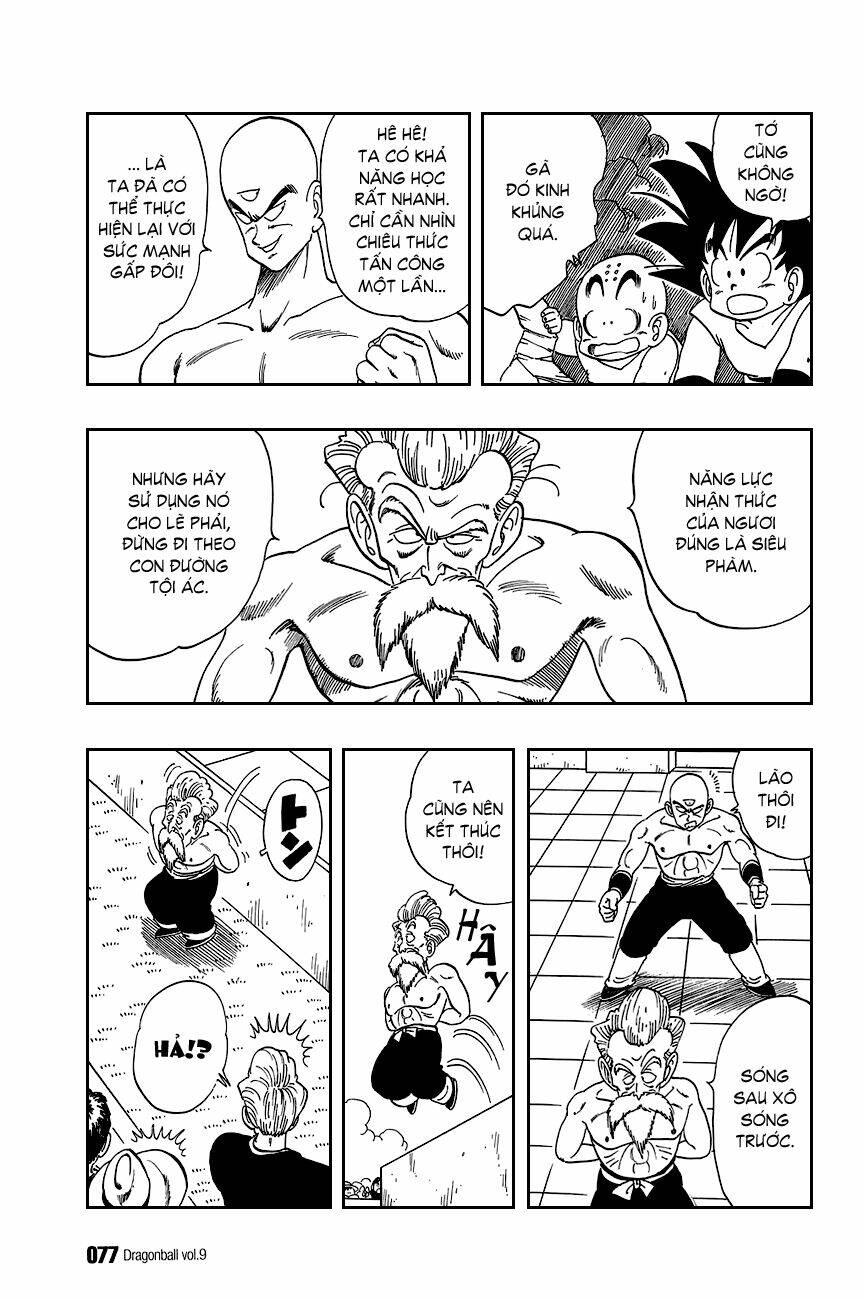 TỚ
CŨNG
KHÔNG
NGỜ!
GÃ
ĐÓ KINH
KHỦNG
QUÁ.
HÊ HÊ!
TA CÓ KHẢ
NĂNG HỌC
RẤT NHANH.
CHỈ CẦN NHÌN
CHIÊU THỨC
TẤN CÔNG
MỘT LẦN...
... LÀ
TA ĐÃ CÓ
THỂ THỰC
HIỆN LẠI VỚI
SỨC MẠNH
GẤP ĐÔI!
NĂNG LỰC
NHẬN THỨC
CỦA NGƯƠI
ĐÚNG LÀ SIÊU
PHÀM.
NHƯNG HÃY
SỬ DỤNG NÓ
CHO LẼ PHẢI,
ĐỪNG ĐI THEO
CON ĐƯỜNG
TỘI ÁC.
LÁO
THÔI
ĐI!
SÓNG
SAU XÔ
SÓNG
TRƯỚC.
TA
CŨNG NÊN
KẾT THÚC
THÔI!
HÂY
トン
HẢ!?
077 Dragonball vol.9